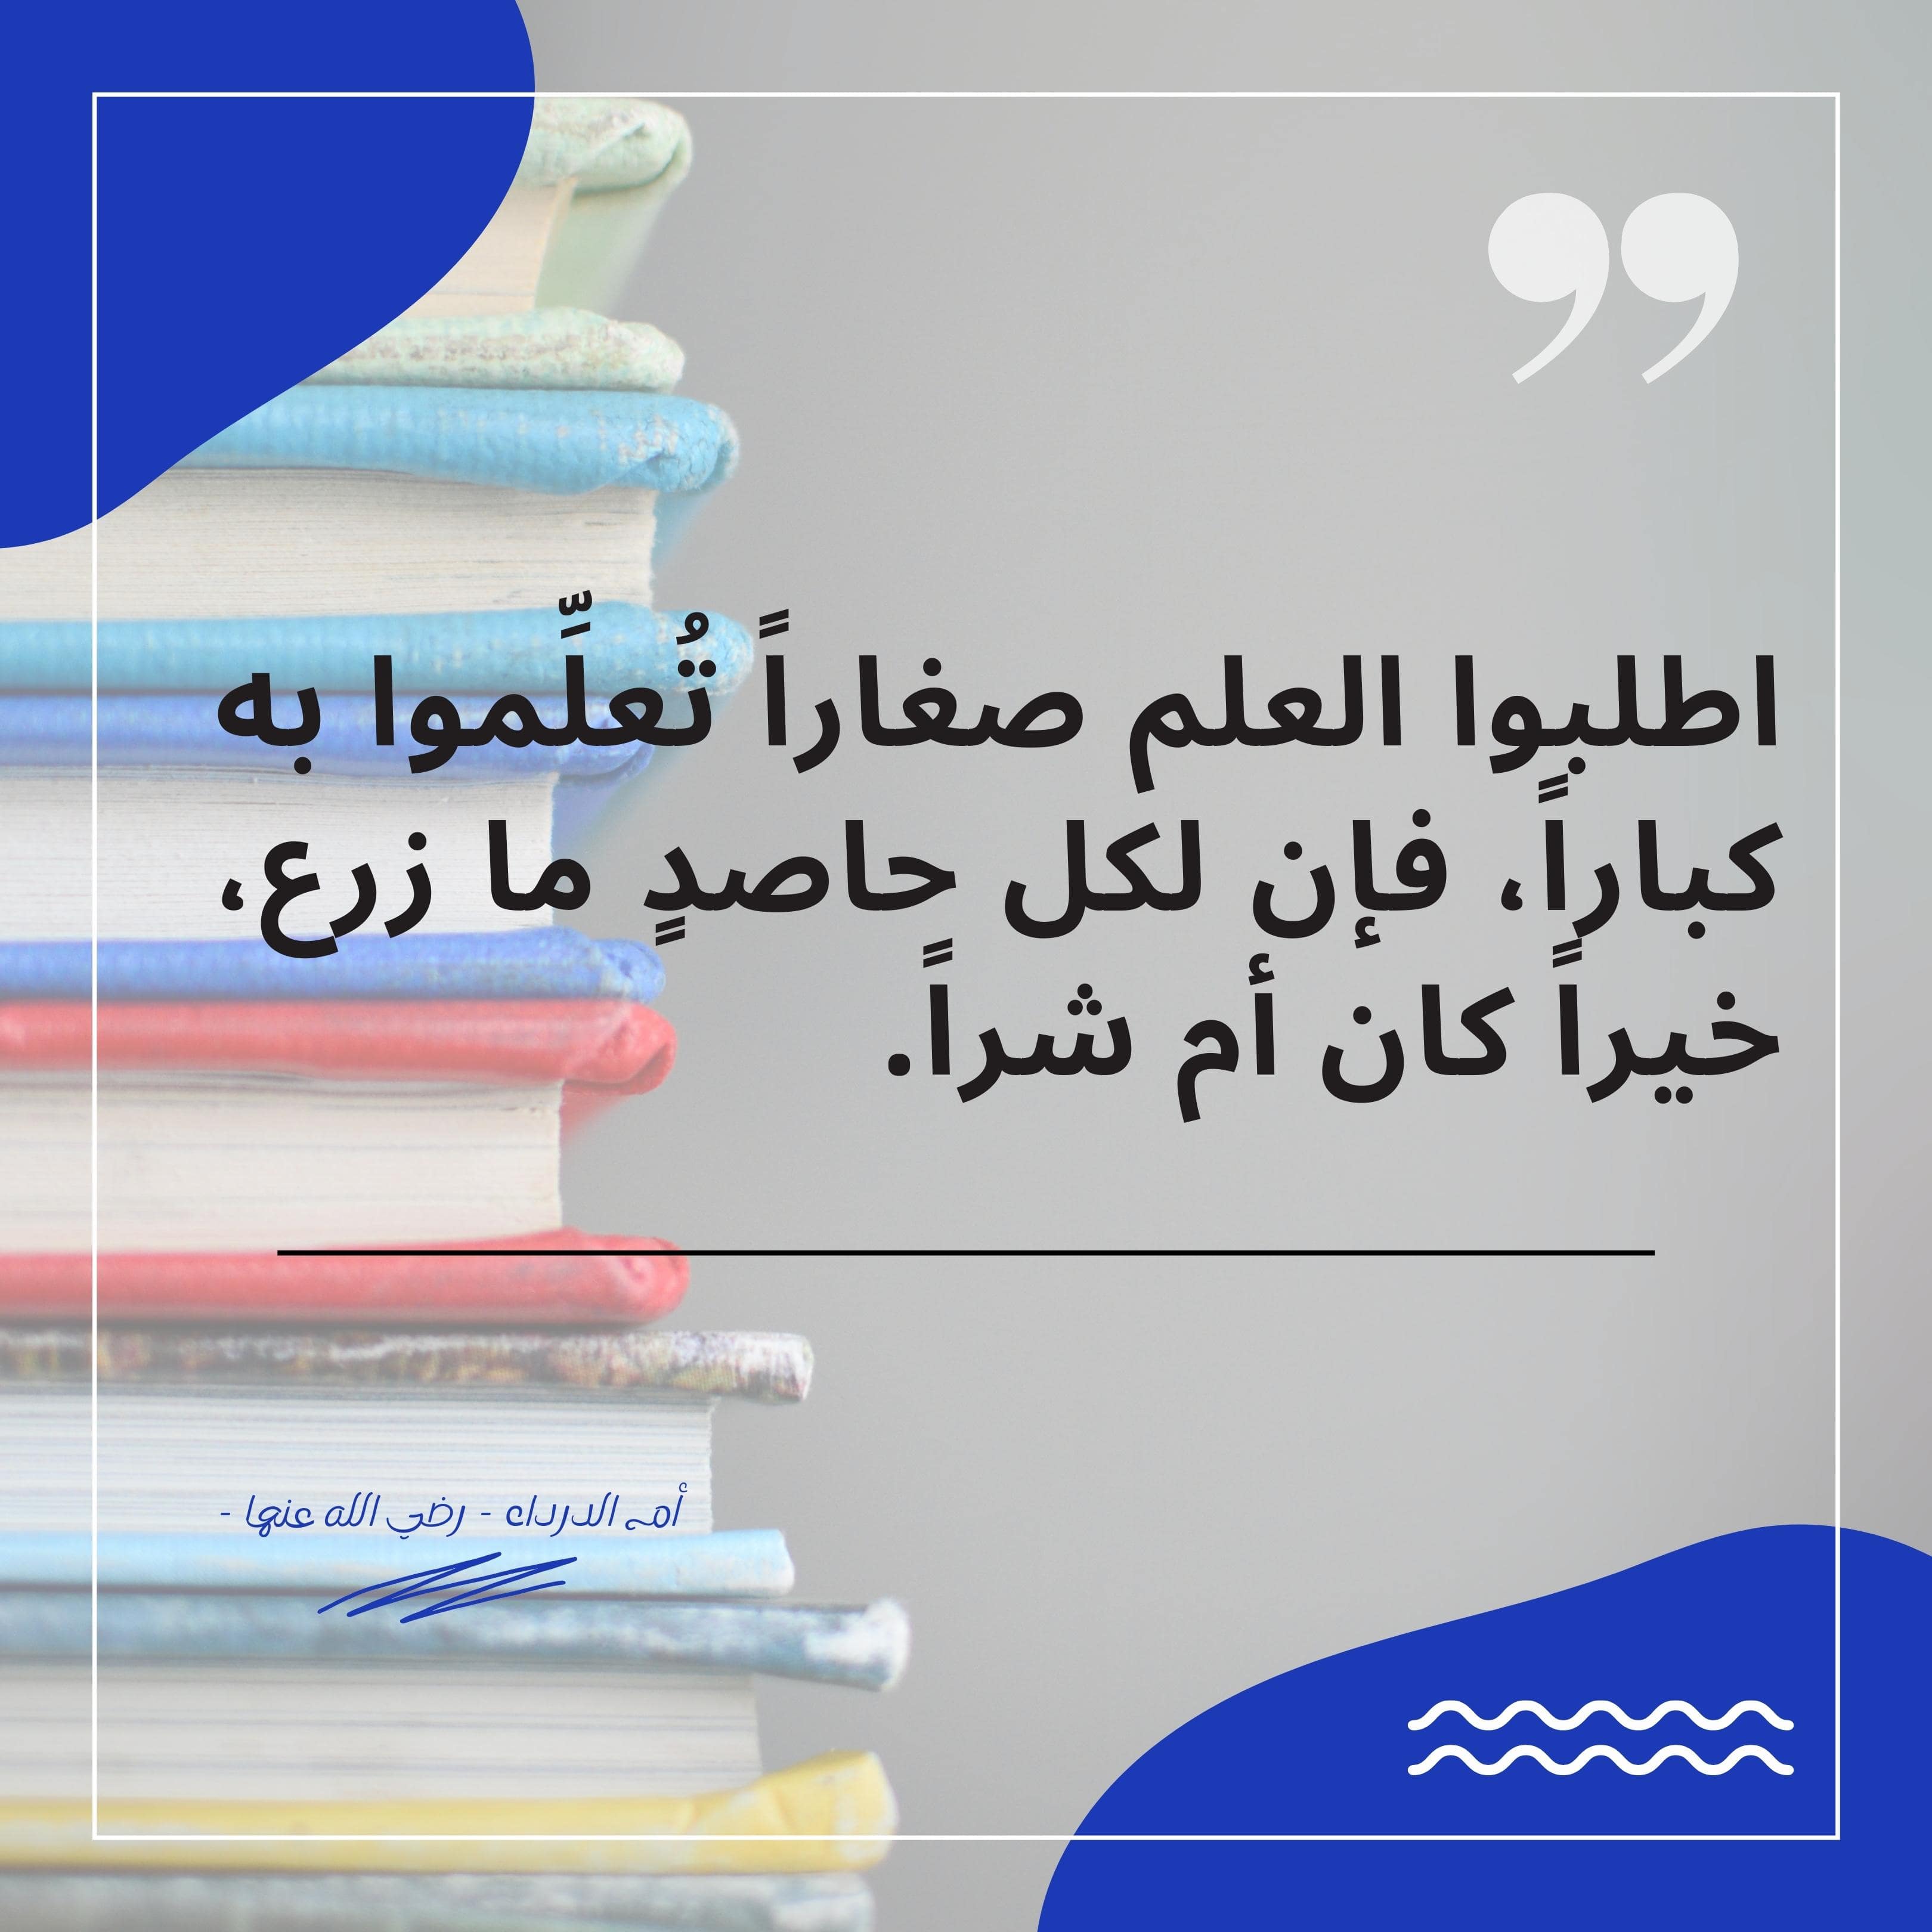 اطلبوا العلم صغاراً تُعلِّموا به
كباراً، فإن لكل حاصدٍ ما زرع،
خيراً كان أم شراً.
أم الدرداء - رضي الله عنها -